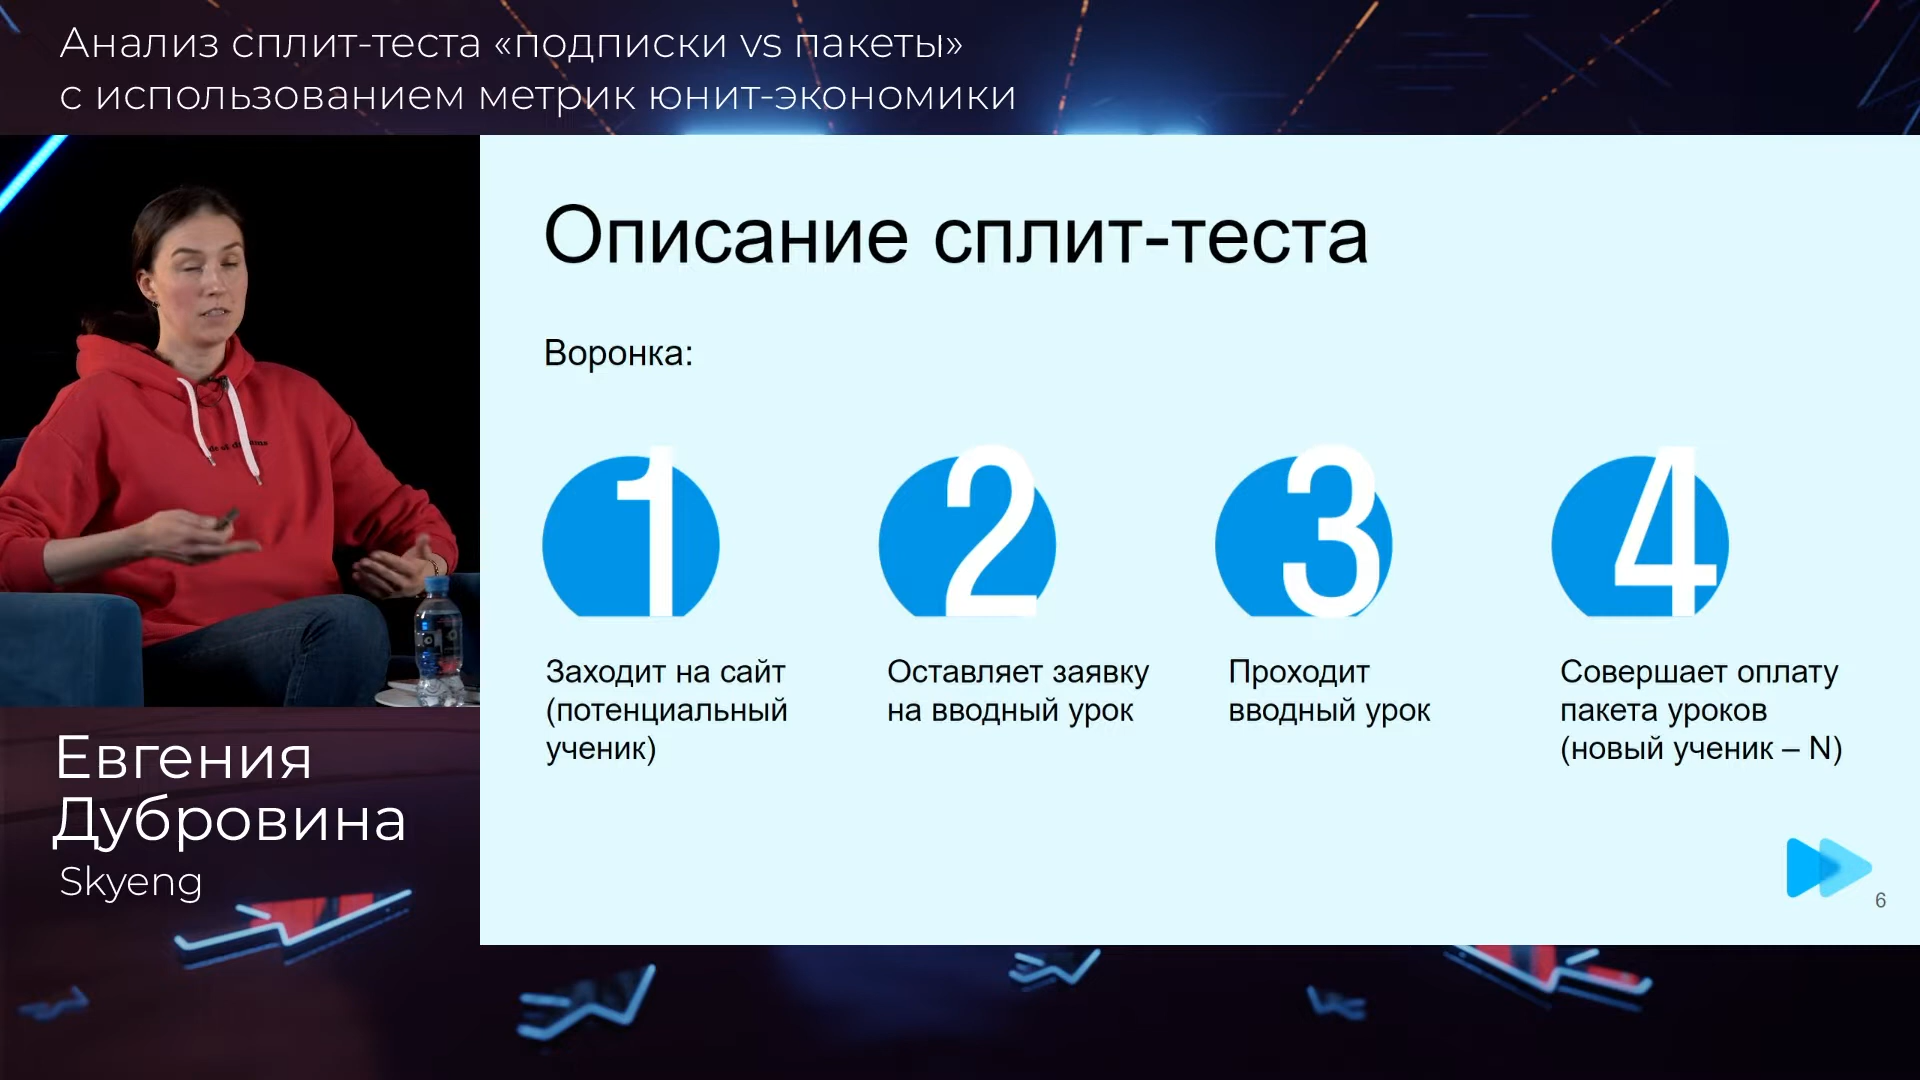 Анализ сплит-теста «подписки vs пакеты»
с использованием метрик юнит-экономики
Описание сплит-теста
Воронка:
1
2
3
4
Заходит на сайт
(потенциальный
ученик)
Оставляет заявку
на вводный урок
Проходит
вводный урок
Совершает оплату
пакета уроков
(новый ученик – N)
6
Евгения
Дубровина
Skyeng